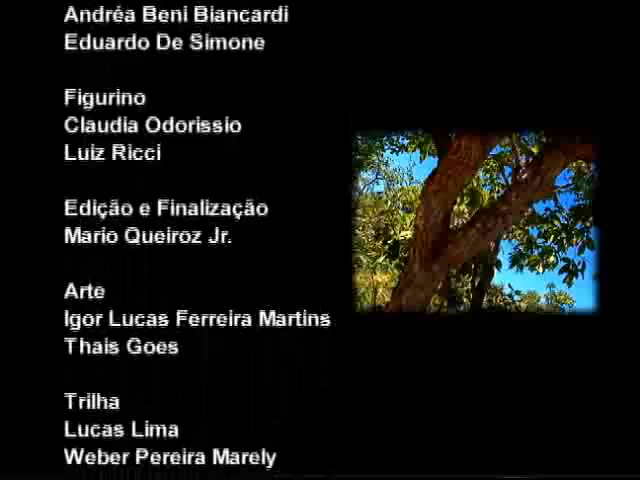 Andréa Beni Biancardi
Eduardo De Simone
Figurino
Claudia Odorissio
Luiz Ricci
Edição e Finalização
Mario Queiroz Jr.
Arte
Igor Lucas Ferreira Martins
Thais Goes
Trilha
Lucas Lima
Weber Pereira Marely